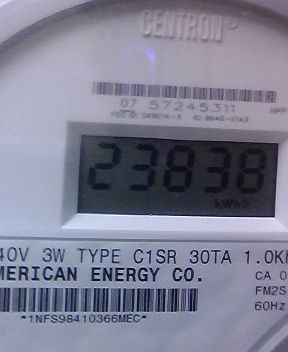 CENTRON®
07 57245311
23838
kWh
40V 3W TYPE C1SR 30TA 1.0K
MERICAN ENERGY CO.
CA 0
FM2S
60Hz
*1NFS98410366MEC*